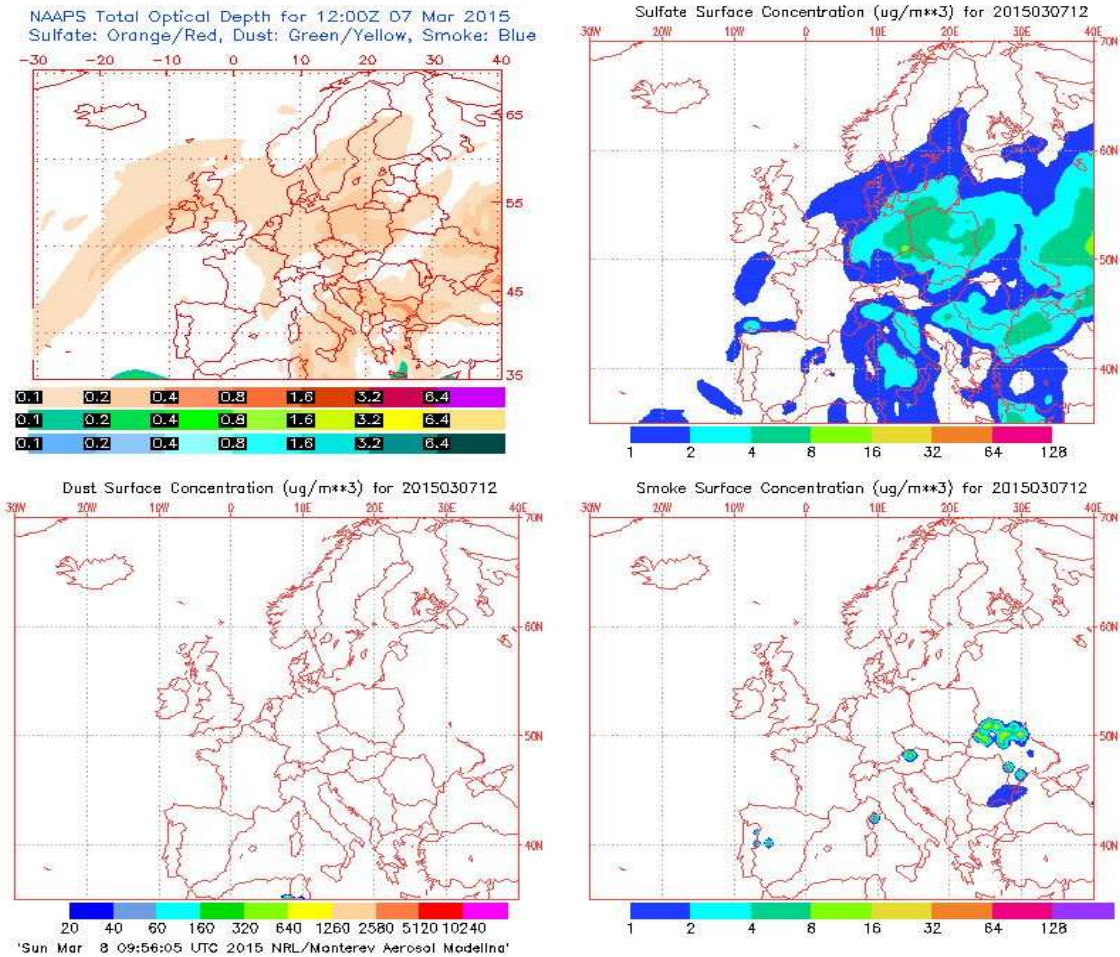 NAAPS Total Optical Depth for 12:00Z 07 Mar 2015
Sulfate: Orange/Red, Dust: Green/Yellow, Smoke: Blue
-30 -20 -10 0 10 20 30 40
65
55
45
35
0.1 0.2 0.4 0.8 1.6 3.2 6.4
0.1 0.2 0.4 0.8 1.6 3.2 6.4
0.1 0.2 0.4 0.8 1.6 3.2 6.4
Sulfate Surface Concentration (ug/m**3) for 2015030712
30W 20W 10W 0 10E 20E 30E 40E
70N
60N
50N
40N
1 2 4 8 16 32 64 128
Dust Surface Concentration (ug/m**3) for 2015030712
30W 20W 10W 0 10E 20E 30E 40E
70N
60N
50N
40N
20 40 60 160 320 640 1260 2580 5120 10240
'Sun Mar 8 09:56:05 UTC 2015 NRL/Monterey Aerosol Modeling'
Smoke Surface Concentration (ug/m**3) for 2015030712
30W 20W 10W 0 10E 20E 30E 40E
70N
60N
50N
40N
1 2 4 8 16 32 64 128